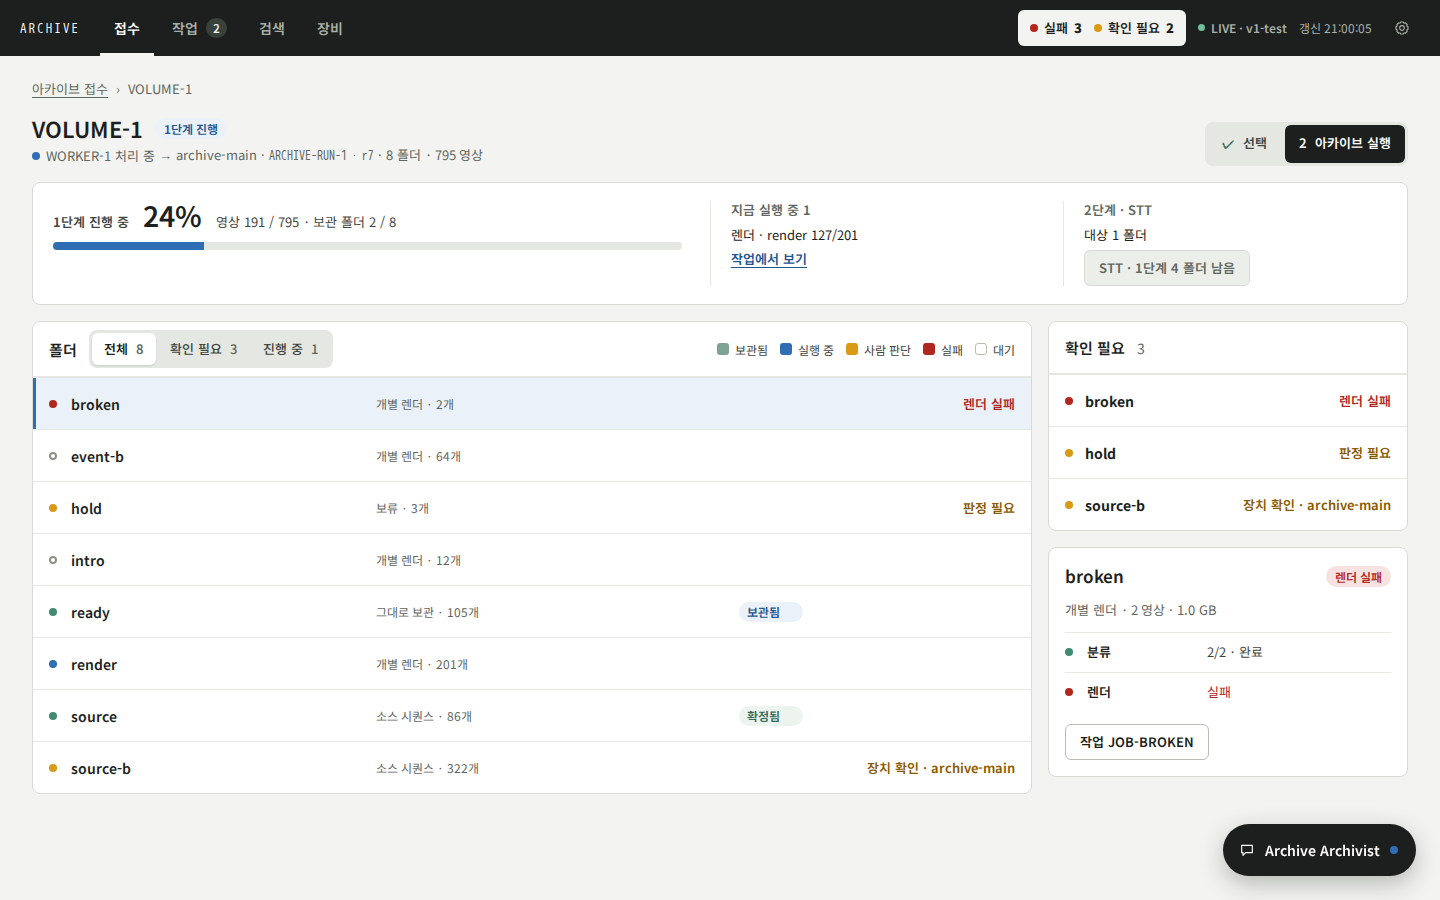 ARCHIVE 접수 작업 2 검색 장비 실패 3 확인 필요 2 LIVE · v1-test 갱신 21:00:05
아카이브 접수 › VOLUME-1
VOLUME-1 1단계 진행
WORKER-1 처리 중 → archive-main · ARCHIVE-RUN-1 · r7 · 8 폴더 · 795 영상
✓ 선택 2 아카이브 실행
1단계 진행 중 24% 영상 191 / 795 · 보관 폴더 2 / 8
지금 실행 중 1
렌더 · render 127/201
작업에서 보기
2단계 · STT
대상 1 폴더
STT · 1단계 4 폴더 남음
폴더 전체 8 확인 필요 3 진행 중 1 보관됨 실행 중 사람 판단 실패 대기
broken 개별 렌더 · 2개 렌더 실패
event-b 개별 렌더 · 64개
hold 보류 · 3개 판정 필요
intro 개별 렌더 · 12개
ready 그대로 보관 · 105개 보관됨
render 개별 렌더 · 201개
source 소스 시퀀스 · 86개 확정됨
source-b 소스 시퀀스 · 322개 장치 확인 · archive-main
확인 필요 3
broken 렌더 실패
hold 판정 필요
source-b 장치 확인 · archive-main
broken 렌더 실패
개별 렌더 · 2 영상 · 1.0 GB
분류 2/2 · 완료
렌더 실패
작업 JOB-BROKEN
Archive Archivist